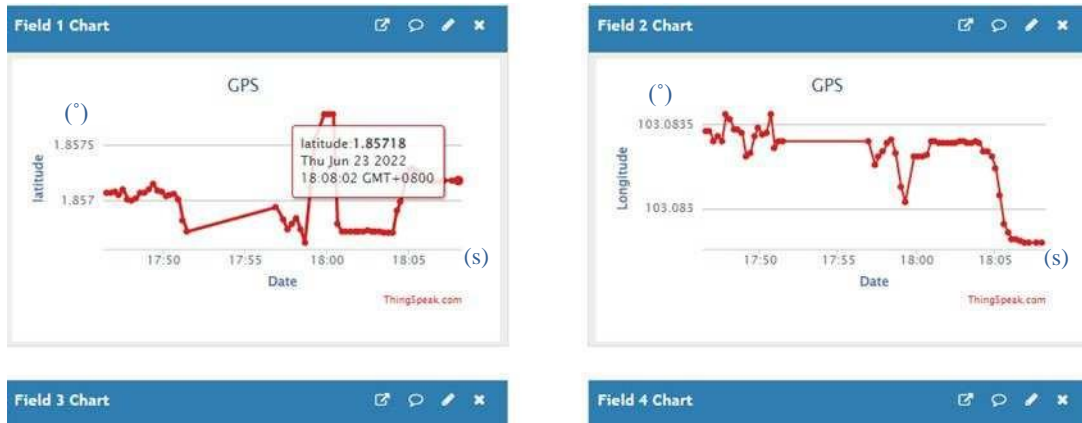 Field 1 Chart
GPS
(°)
1.8575
1.857
latitude
latitude:1.85718
Thu Jun 23 2022
18:08:02 GMT+0800
17:50 17:55 18:00 18:05
(s)
Date
ThingSpeak.com
Field 2 Chart
GPS
(°)
103.0835
103.083
Longitude
17:50 17:55 18:00 18:05
(s)
Date
ThingSpeak.com
Field 3 Chart
Field 4 Chart